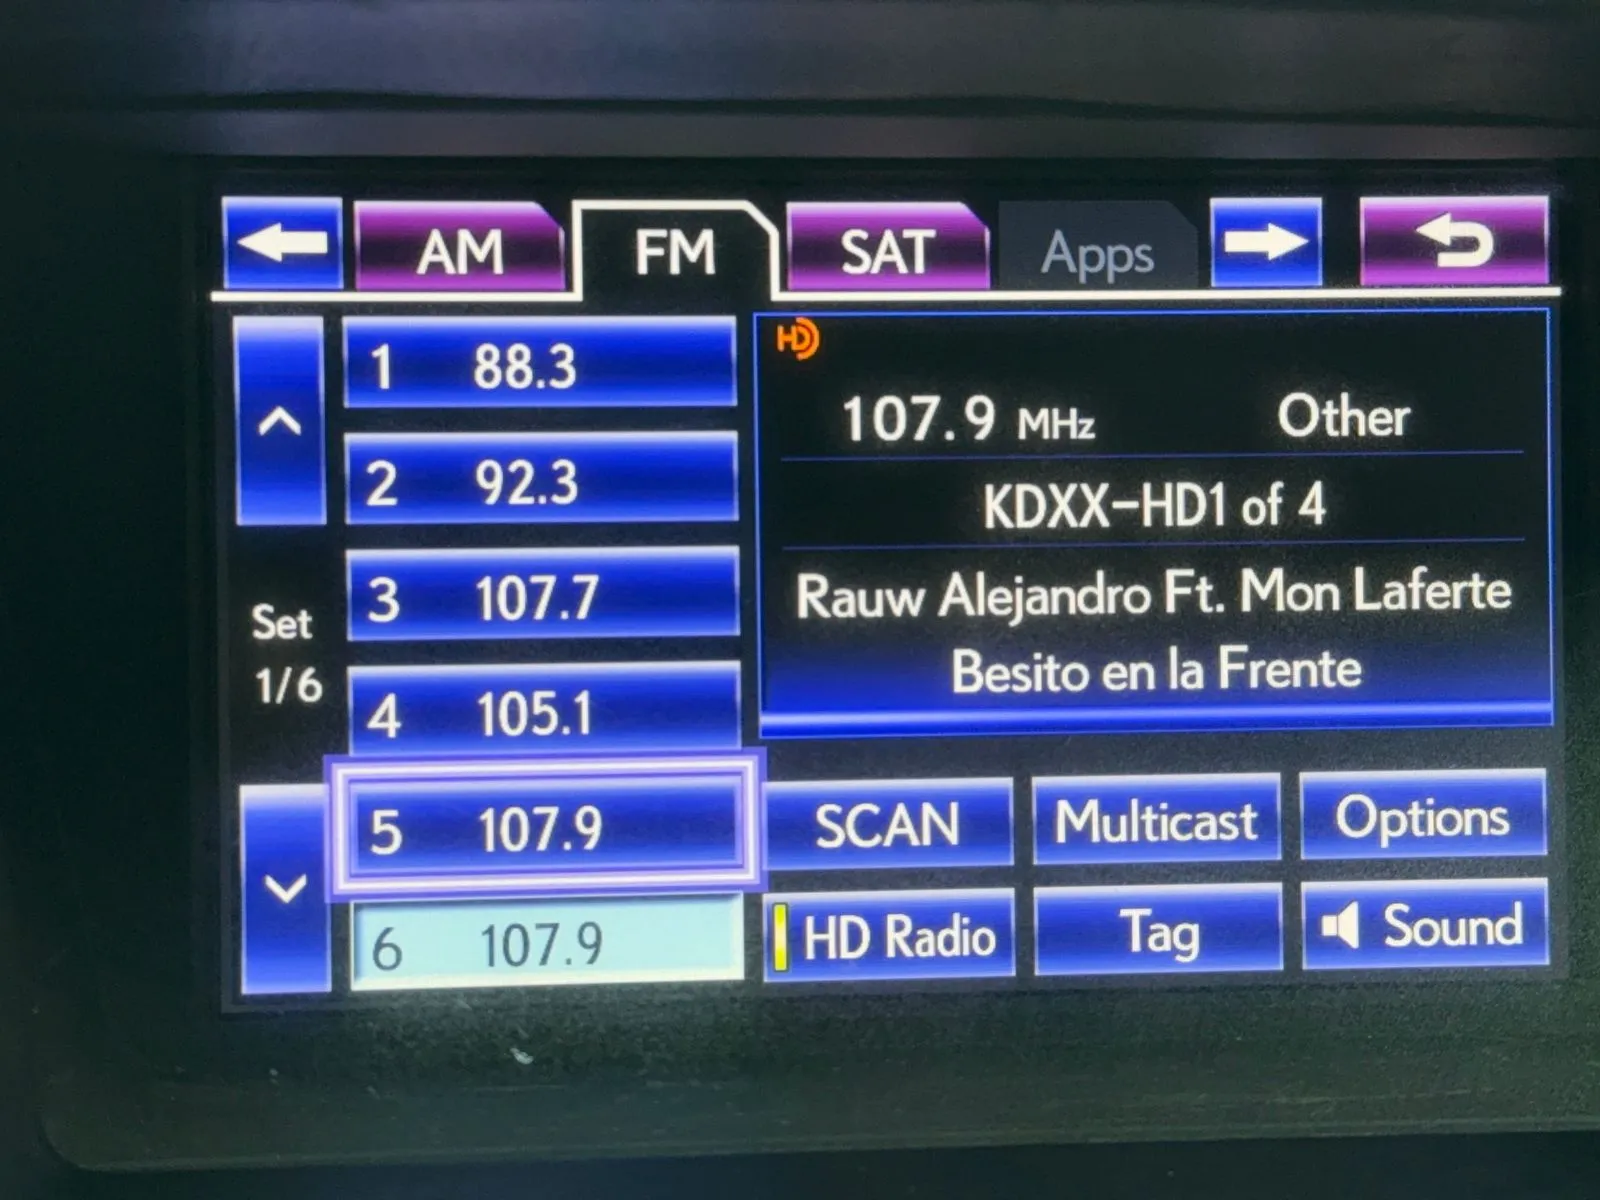 AM FM SAT Apps
1 88.3
2 92.3
3 107.7
4 105.1
5 107.9
6 107.9
Set
1/6
HD
107.9 MHz Other
KDXX-HD1 of 4
Rauw Alejandro Ft. Mon Laferte
Besito en la Frente
SCAN Multicast Options
HD Radio Tag Sound